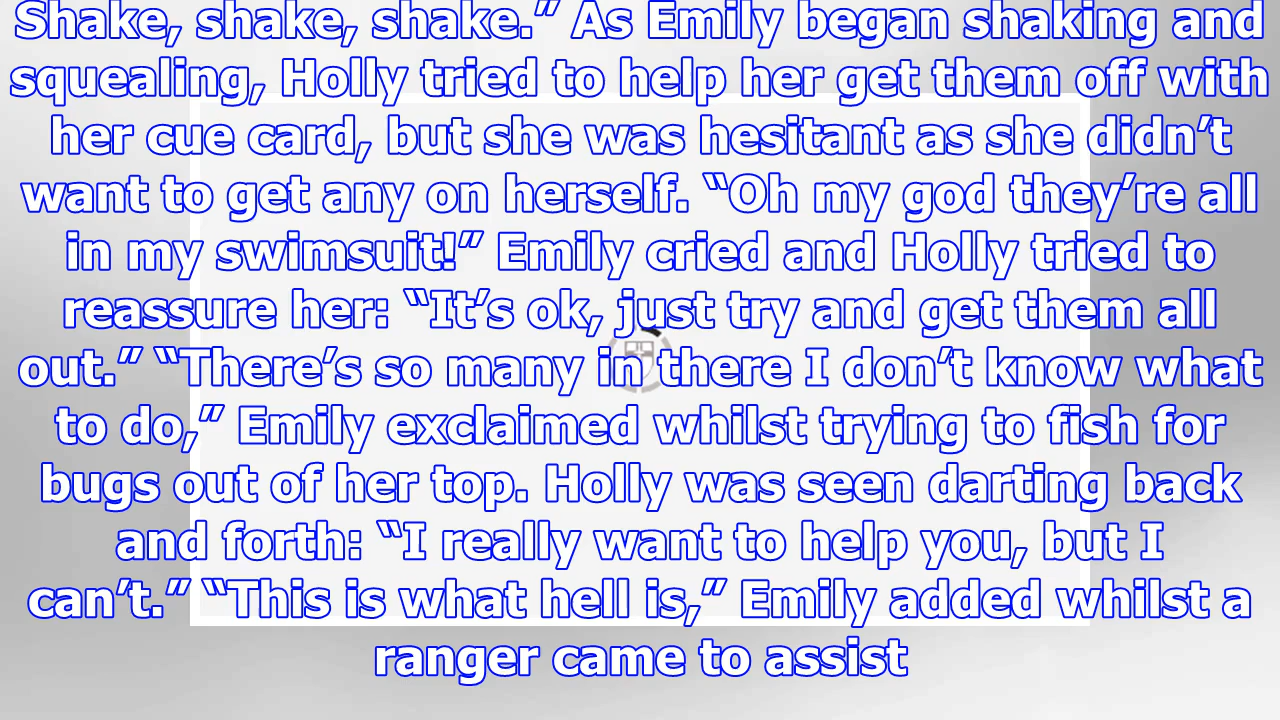 Shake, shake, shake.” As Emily began shaking and
squealing, Holly tried to help her get them off with
her cue card, but she was hesitant as she didn’t
want to get any on herself. “Oh my god they’re all
in my swimsuit!” Emily cried and Holly tried to
reassure her: “It’s ok, just try and get them all
out.” “There’s so many in there I don’t know what
to do,” Emily exclaimed whilst trying to fish for
bugs out of her top. Holly was seen darting back
and forth: “I really want to help you, but I
can’t.” “This is what hell is,” Emily added whilst a
ranger came to assist